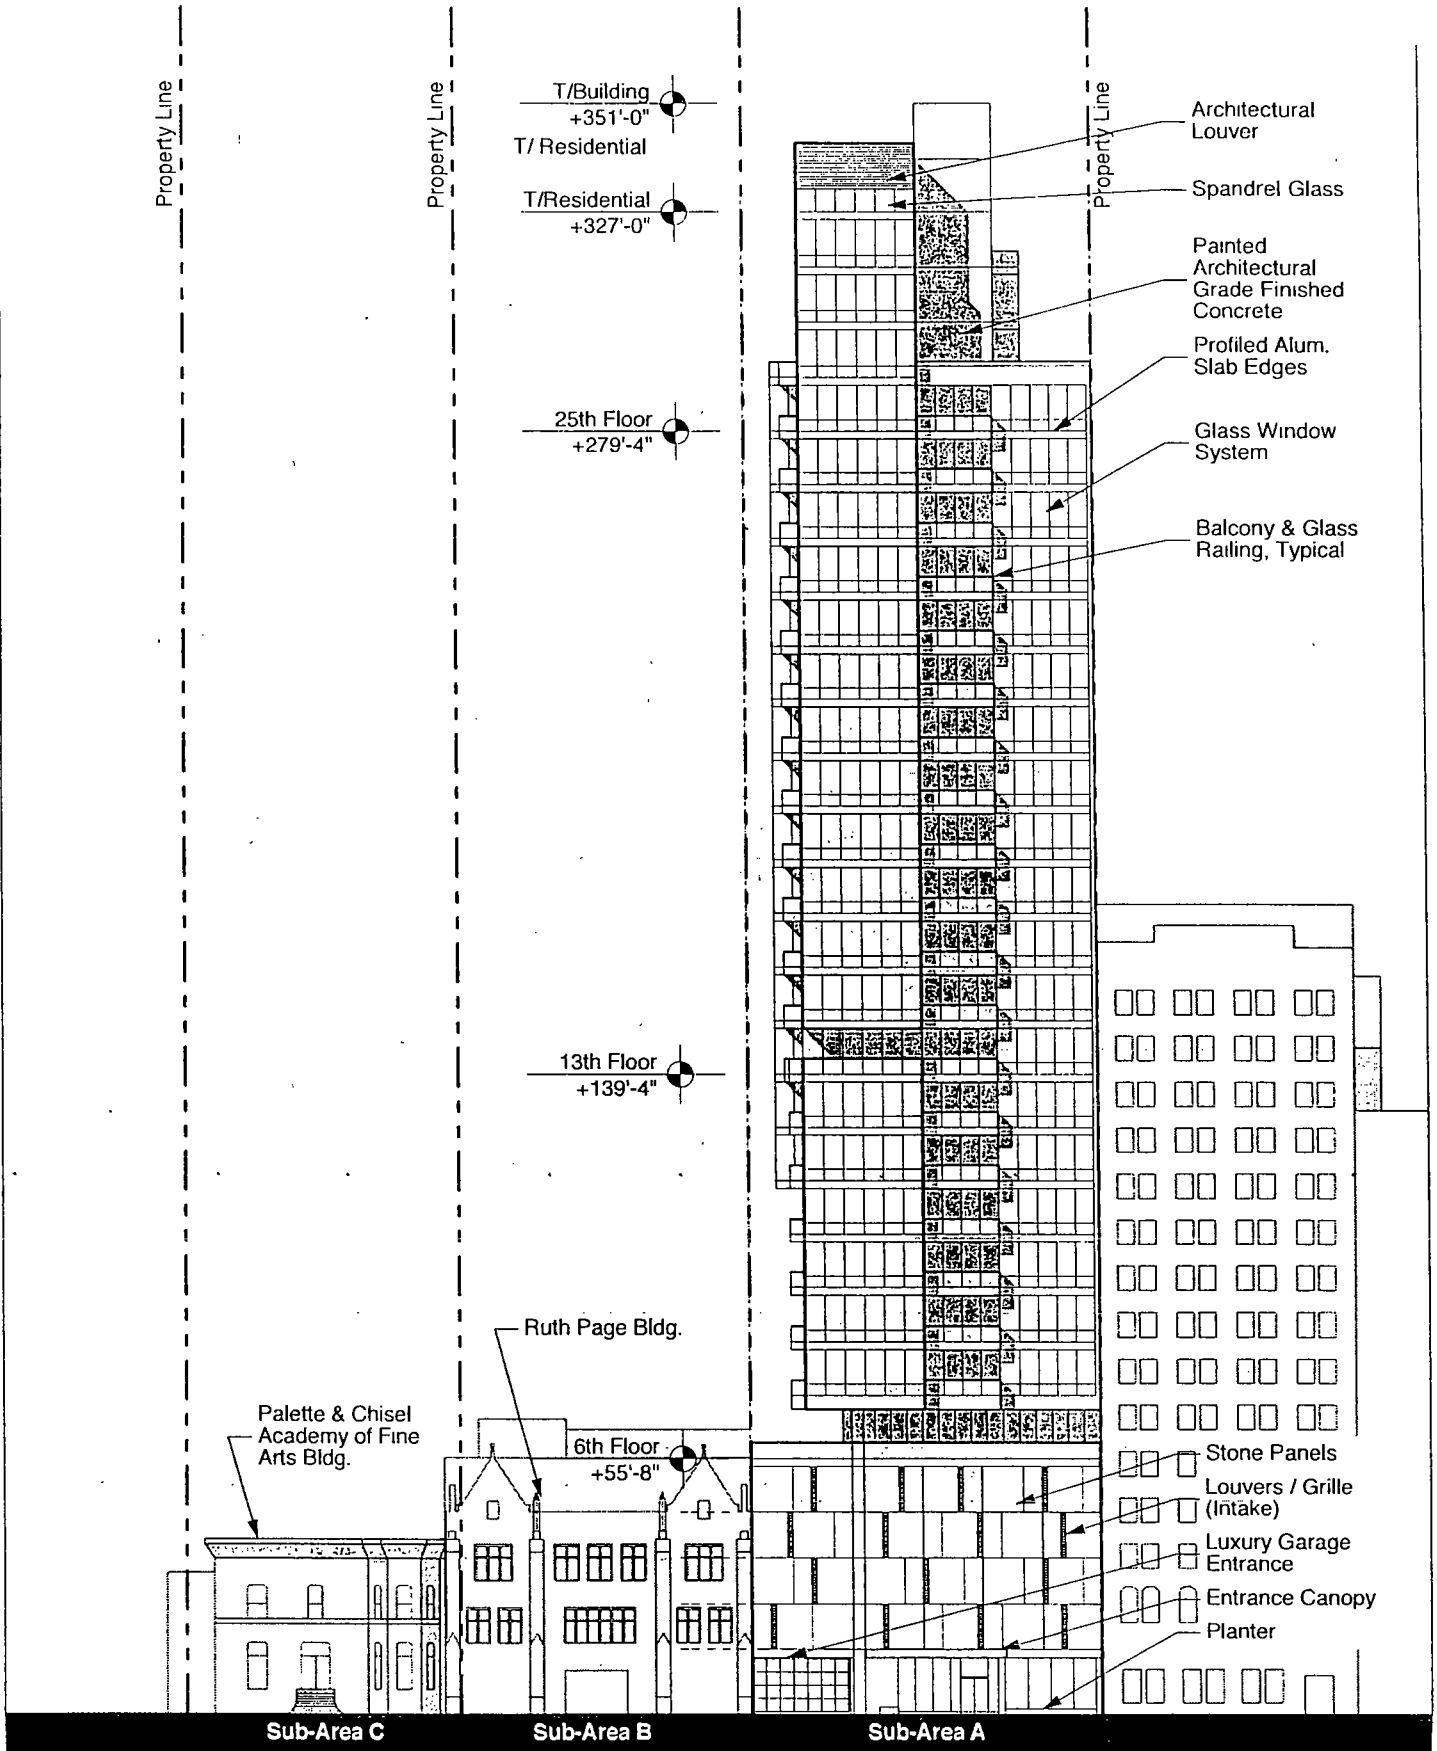 Property Line
Property Line
T/Building
+351'-0"
T/ Residential
T/Residential
+327'-0"
25th Floor
+279'-4"
13th Floor
+139'-4"
6th Floor
+55'-8"
Property Line
Architectural
Louver
Spandrel Glass
Painted
Architectural
Grade Finished
Concrete
Profiled Alum.
Slab Edges
Glass Window
System
Balcony & Glass
Railing, Typical
Ruth Page Bldg.
Palette & Chisel
Academy of Fine
Arts Bldg.
Stone Panels
Louvers / Grille
(Intake)
Luxury Garage
Entrance
Entrance Canopy
Planter
Sub-Area C
Sub-Area B
Sub-Area A